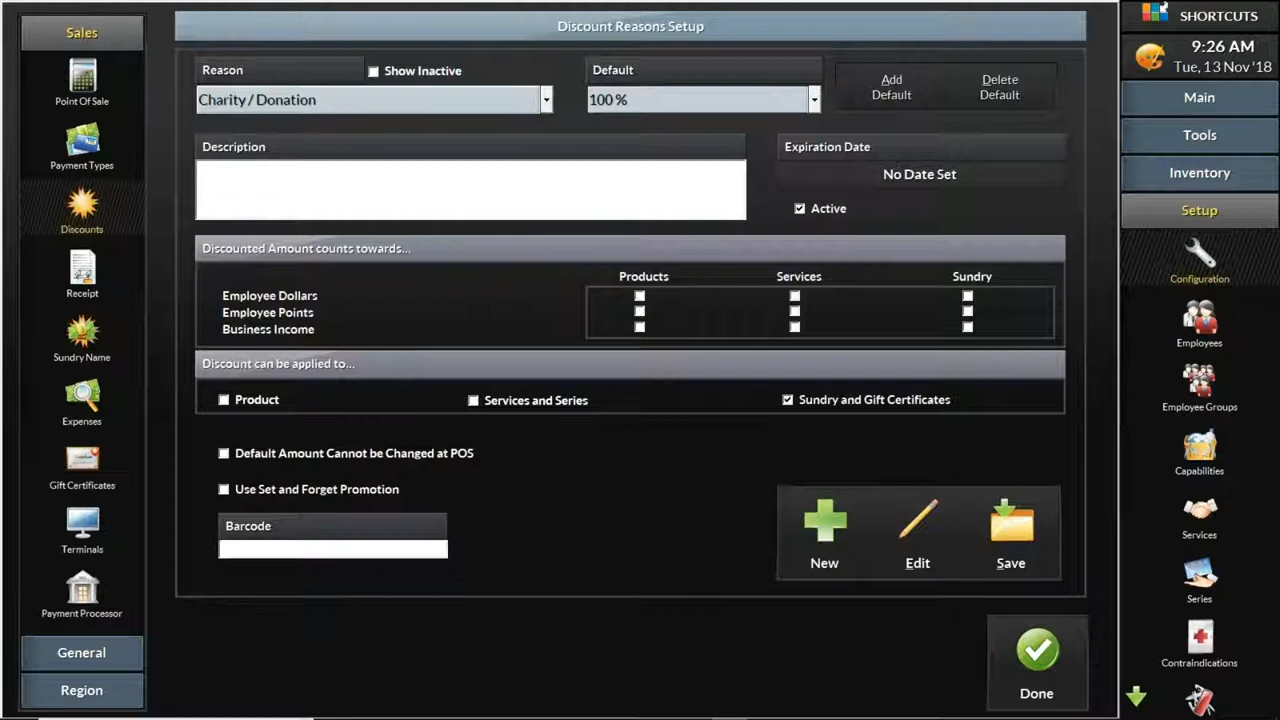 Sales
Discount Reasons Setup
SHORTCUTS
9:26 AM
Tue, 13 Nov '18
Point Of Sale
Payment Types
Discounts
Receipt
Sundry Name
Expenses
Gift Certificates
Terminals
Payment Processor
General
Region
Reason
Show Inactive
Default
Charity / Donation
100 %
Add
Default
Delete
Default
Description
Expiration Date
No Date Set
Active
Discounted Amount counts towards...
Products Services Sundry
Employee Dollars
Employee Points
Business Income
Discount can be applied to...
Product
Services and Series
Sundry and Gift Certificates
Default Amount Cannot be Changed at POS
Use Set and Forget Promotion
Barcode
New
Edit
Save
Done
Main
Tools
Inventory
Setup
Configuration
Employees
Employee Groups
Capabilities
Services
Series
Contraindications